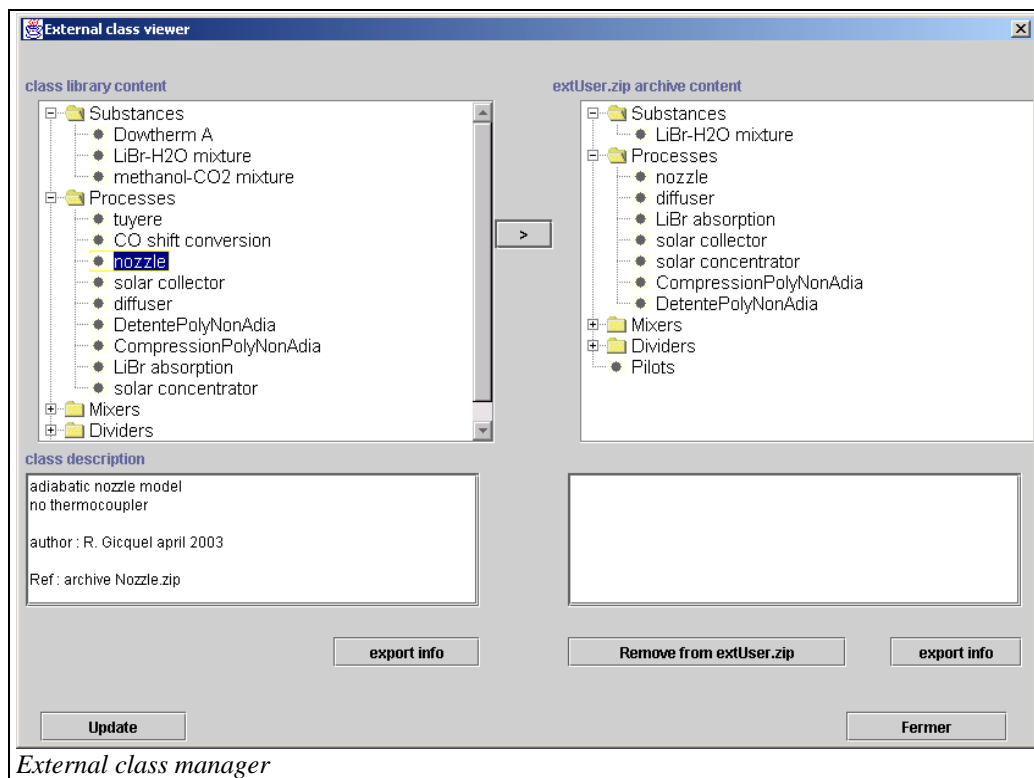 External class viewer
class library content
Substances
Dowtherm A
LiBr-H2O mixture
methanol-CO2 mixture
Processes
tuyere
CO shift conversion
nozzle
solar collector
diffuser
DetentePolyNonAdia
CompressionPolyNonAdia
LiBr absorption
solar concentrator
Mixers
Dividers
>
extUser.zip archive content
Substances
LiBr-H2O mixture
Processes
nozzle
diffuser
LiBr absorption
solar collector
solar concentrator
CompressionPolyNonAdia
DetentePolyNonAdia
Mixers
Dividers
Pilots
class description
adiabatic nozzle model
no thermocoupler
author : R. Gicquel april 2003
Ref : archive Nozzle.zip
export info
Remove from extUser.zip
export info
Update
Fermer
External class manager